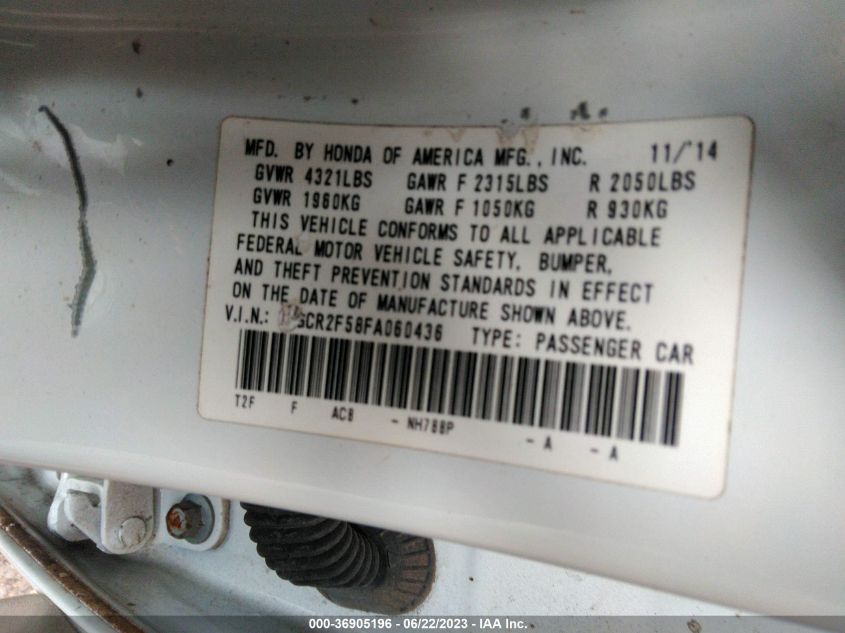 MFD. BY HONDA OF AMERICA MFG., INC. 11/'14
GVWR 4321LBS GAWR F 2315LBS R 2050LBS
GVWR 1960KG GAWR F 1050KG R 930KG
THIS VEHICLE CONFORMS TO ALL APPLICABLE
FEDERAL MOTOR VEHICLE SAFETY, BUMPER,
AND THEFT PREVENTION STANDARDS IN EFFECT
ON THE DATE OF MANUFACTURE SHOWN ABOVE.
V.I.N.: GCR2F58FA060436 TYPE: PASSENGER CAR
T2F F ACB - NH788P - A - A
000-36905196 - 06/22/2023 - IAA Inc.